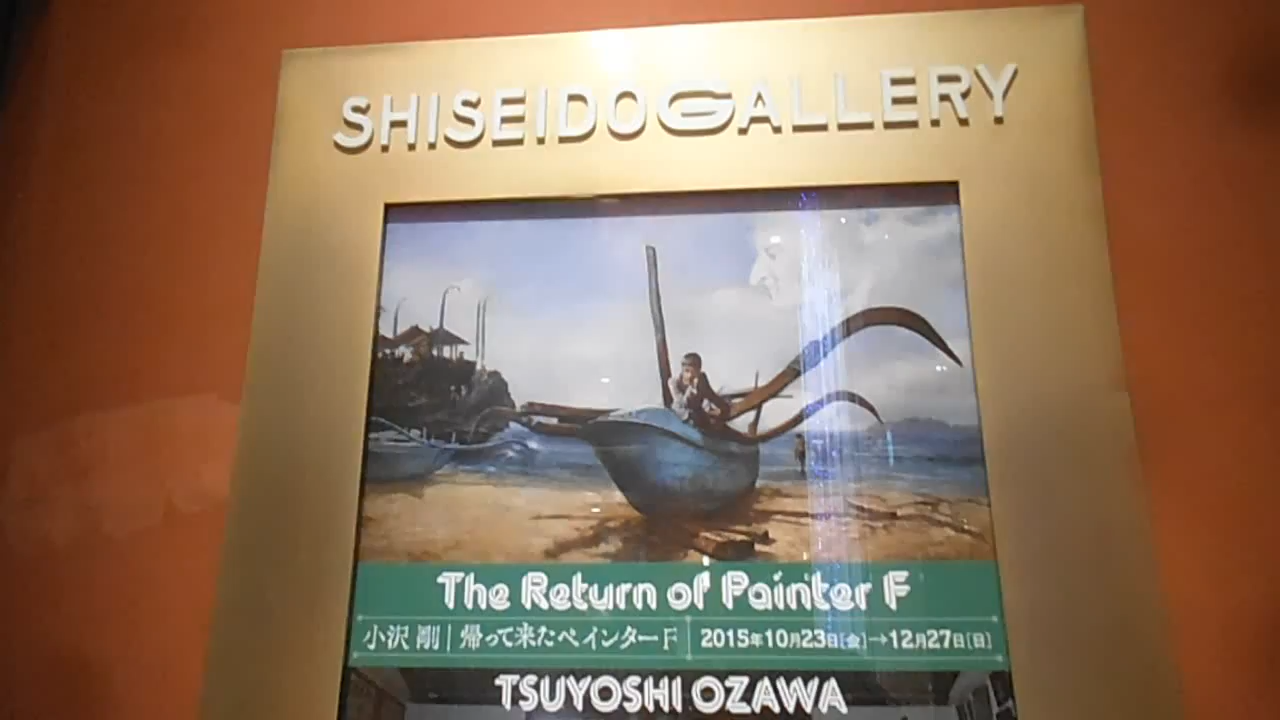 SHISEIDO GALLERY
The Return of Painter F
小沢 剛 | 帰って来たペインターF | 2015年10月23日[金]→12月27日[日]
TSUYOSHI OZAWA